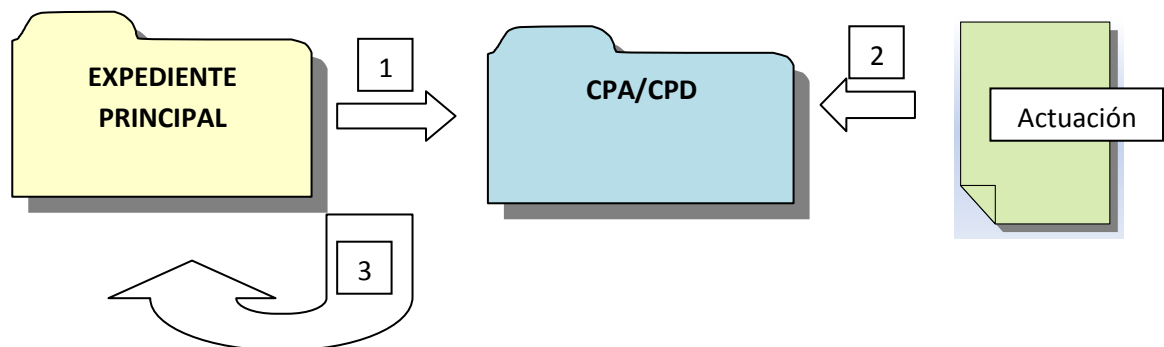 EXPEDIENTE
PRINCIPAL
1
CPA/CPD
2
Actuación
3